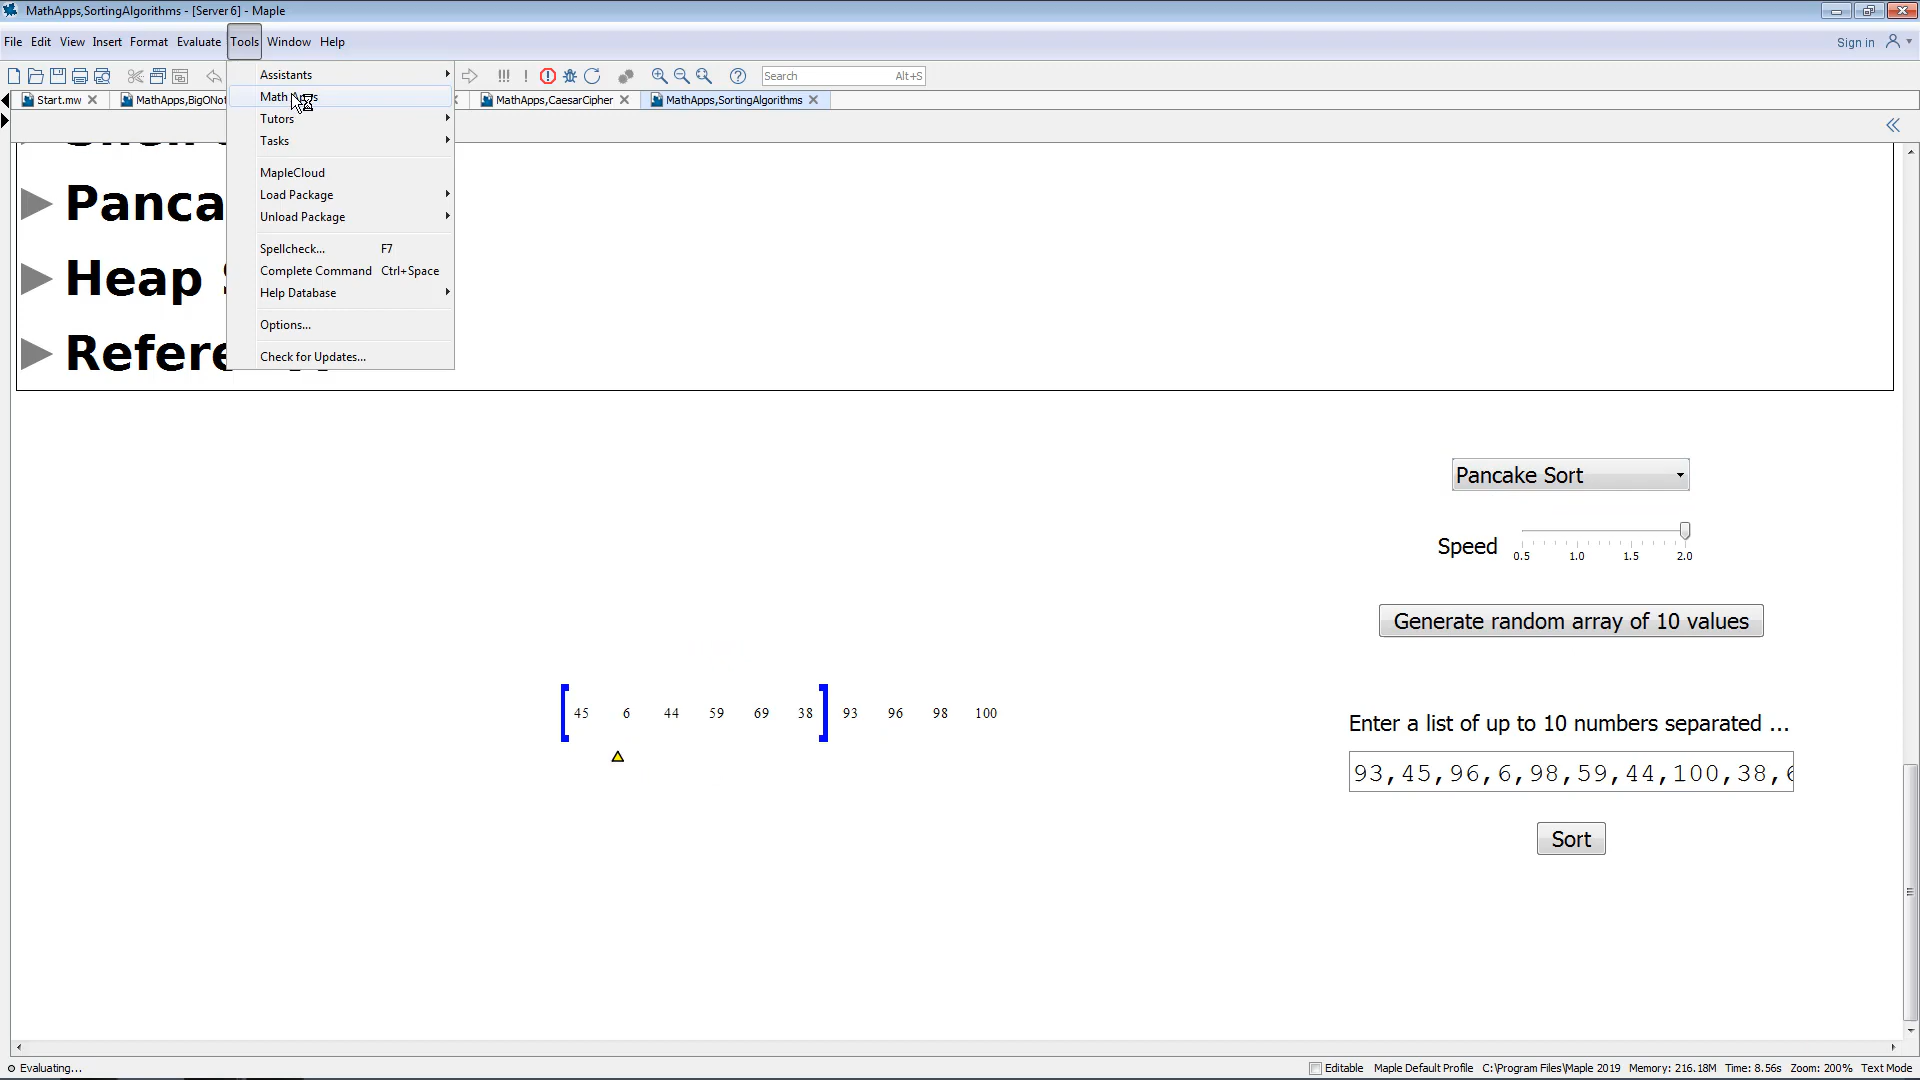 MathApps,SortingAlgorithms - [Server 6] - Maple
File Edit View Insert Format Evaluate Tools Window Help
Sign in
Search Alt+S
Start.mw MathApps,BigONot MathApps,CaesarCipher MathApps,SortingAlgorithms
Assistants
Math
Tutors
Tasks
MapleCloud
Load Package
Unload Package
Spellcheck... F7
Complete Command Ctrl+Space
Help Database
Options...
Check for Updates...
Panca
Heap
Refere
Pancake Sort
Speed 0.5 1.0 1.5 2.0
Generate random array of 10 values
45 6 44 59 69 38 93 96 98 100
Enter a list of up to 10 numbers separated ...
93,45,96,6,98,59,44,100,38,6
Sort
Evaluating... Editable Maple Default Profile C:\Program Files\Maple 2019 Memory: 216.18M Time: 8.56s Zoom: 200% Text Mode